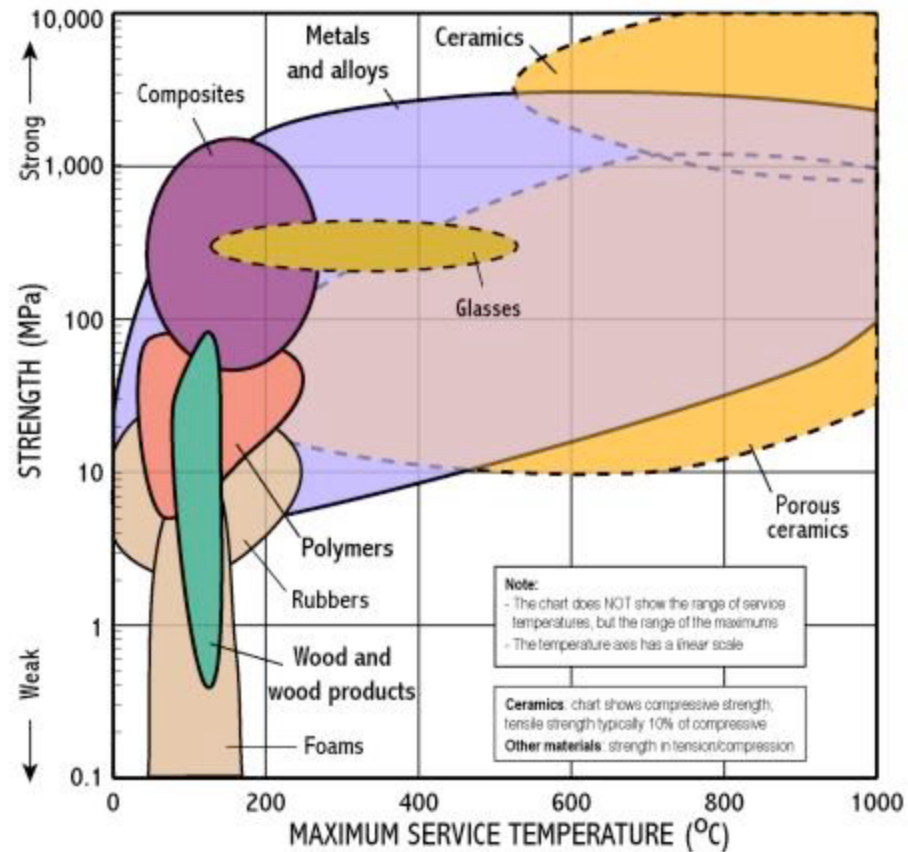 10,000
1,000
100
10
1
0.1
Strong
STRENGTH (MPa)
Weak
Metals
and alloys
Ceramics
Composites
Glasses
Polymers
Rubbers
Wood and
wood products
Foams
Porous
ceramics
Note:
- The chart does NOT show the range of service
temperatures, but the range of the maximums
- The temperature axis has a linear scale
Ceramics: chart shows compressive strength;
tensile strength typically 10% of compressive
Other materials: strength in tension/compression
0 200 400 600 800 1000
MAXIMUM SERVICE TEMPERATURE (°C)